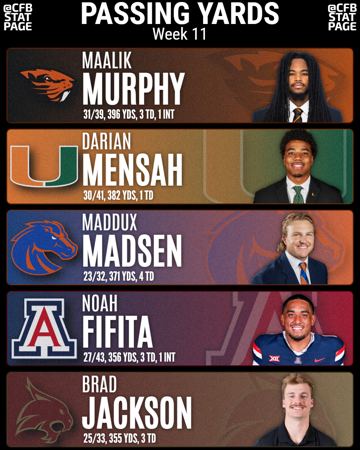 @CFB
STAT
PAGE
PASSING YARDS
Week 11
@CFB
STAT
PAGE
MAALIK
MURPHY
31/39, 396 YDS, 3 TD, 1 INT
DARIAN
MENSAH
30/41, 382 YDS, 1 TD
MADDUX
MADSEN
23/32, 371 YDS, 4 TD
NOAH
FIFITA
27/43, 356 YDS, 3 TD, 1 INT
A
XII
BRAD
JACKSON
25/33, 355 YDS, 3 TD